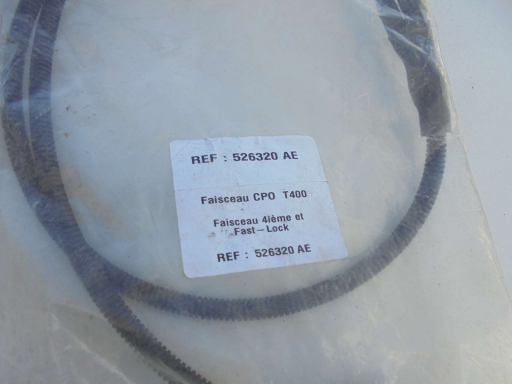 REF : 526320 AE
Faisceau CPO T400
Faisceau 4ième et
Fast-Lock
REF : 526320 AE